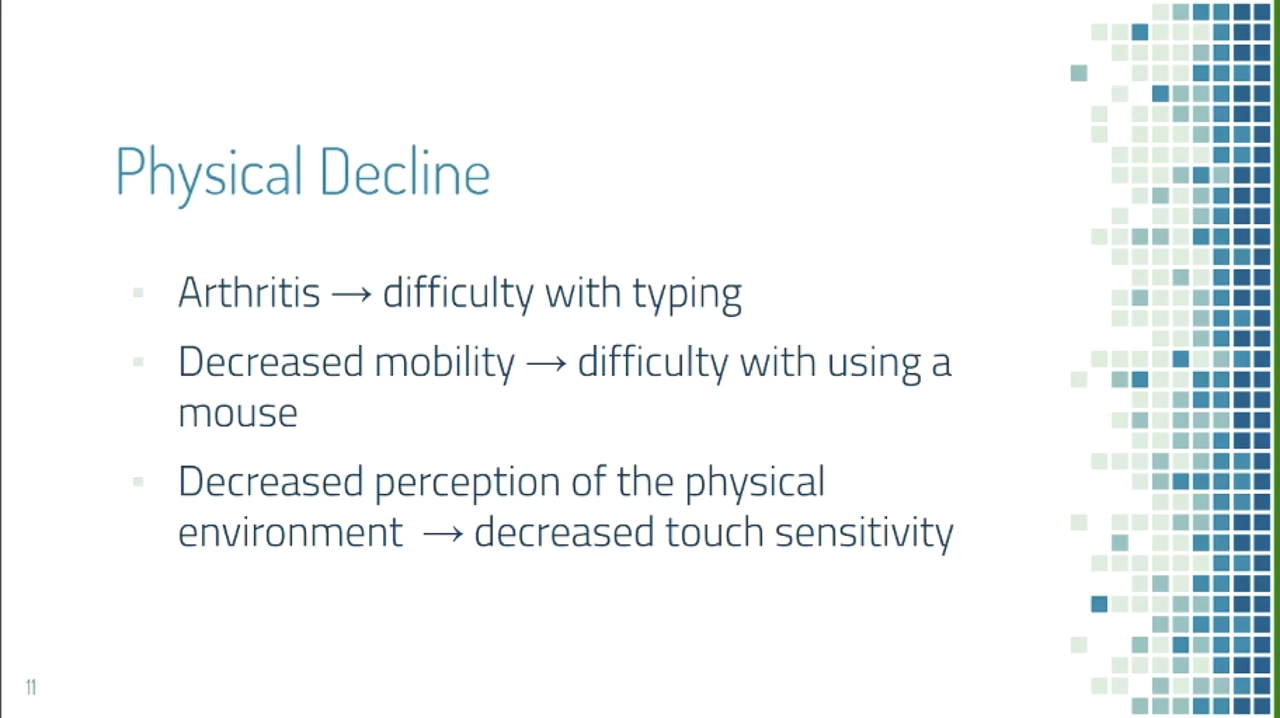 Physical Decline
Arthritis → difficulty with typing
Decreased mobility → difficulty with using a
mouse
Decreased perception of the physical
environment → decreased touch sensitivity
11